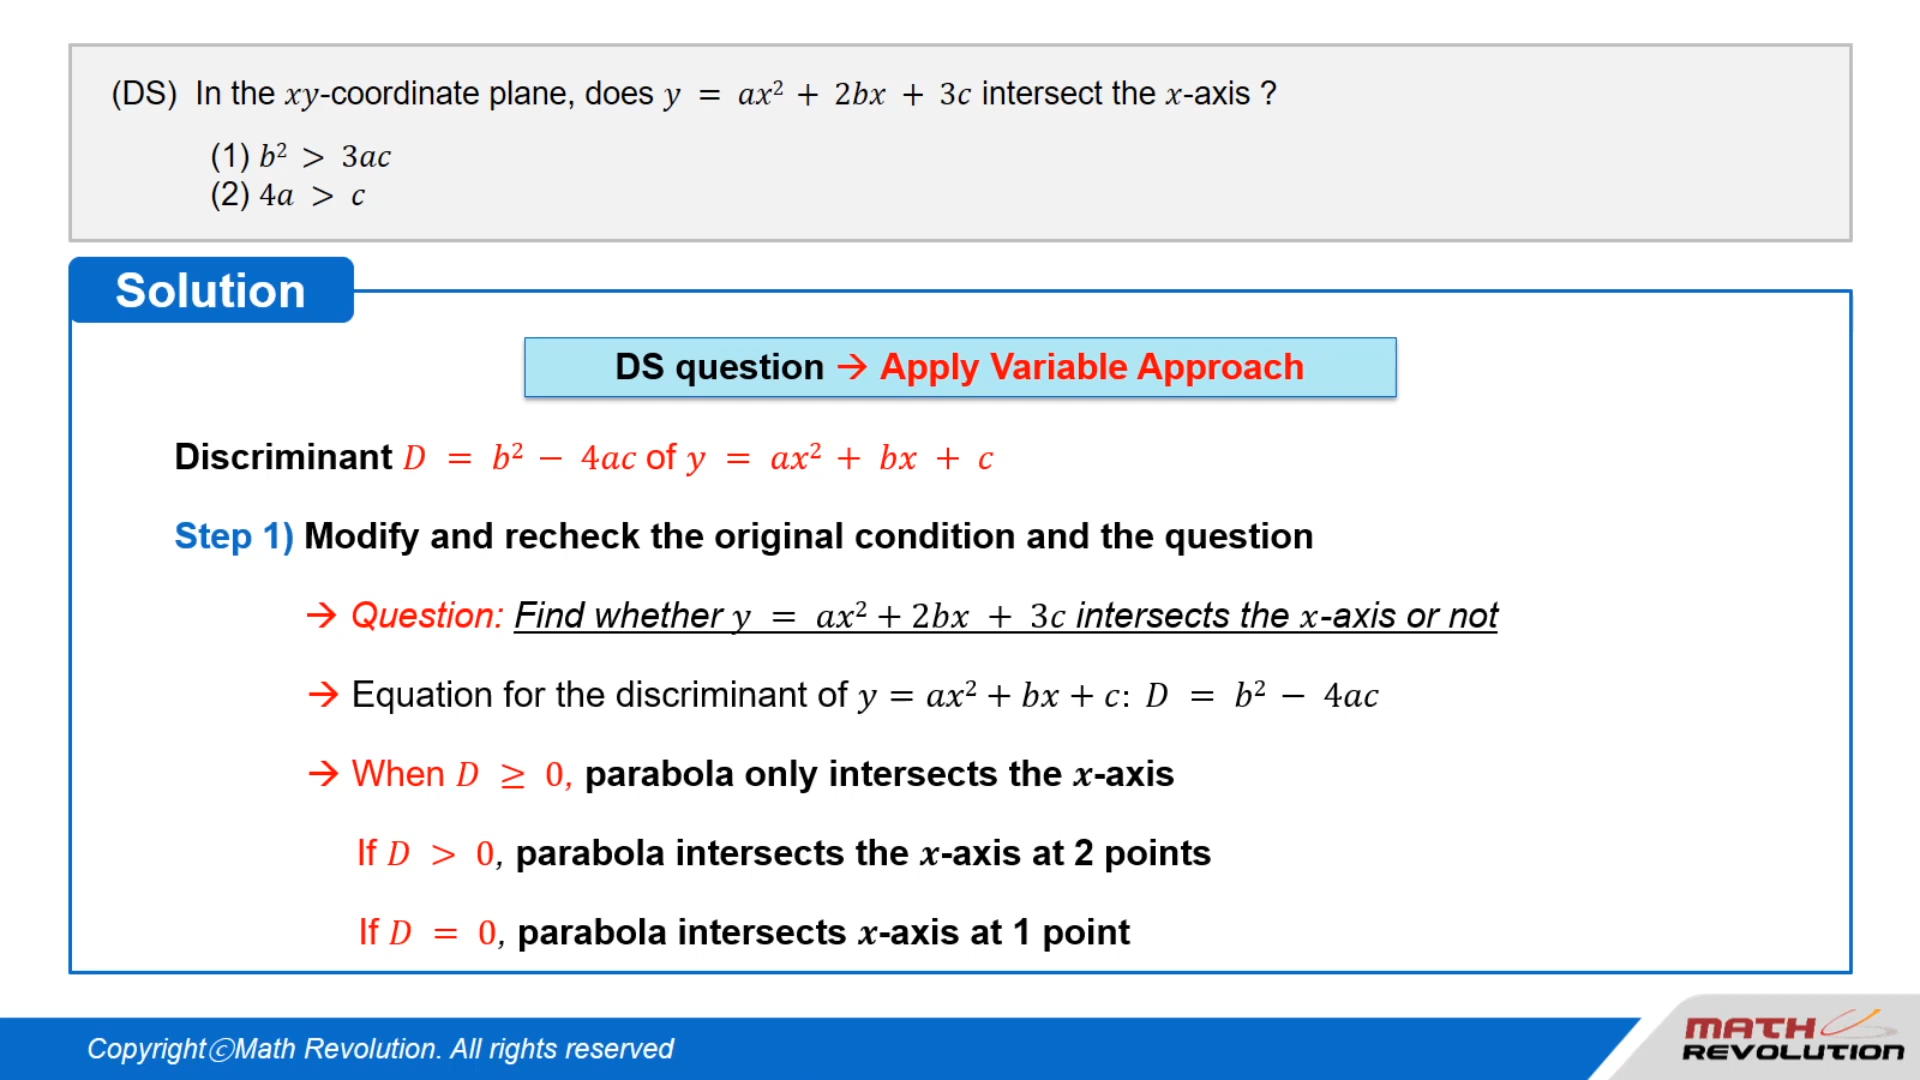 (DS) In the xy-coordinate plane, does y = ax² + 2bx + 3c intersect the x-axis ?
(1) b² > 3ac
(2) 4a > c
Solution
DS question → Apply Variable Approach
Discriminant D = b² − 4ac of y = ax² + bx + c
Step 1) Modify and recheck the original condition and the question
→ Question: Find whether y = ax² + 2bx + 3c intersects the x-axis or not
→ Equation for the discriminant of y = ax² + bx + c: D = b² − 4ac
→ When D ≥ 0, parabola only intersects the x-axis
If D > 0, parabola intersects the x-axis at 2 points
If D = 0, parabola intersects x-axis at 1 point
CopyrightⓒMath Revolution. All rights reserved
MATH
REVOLUTION